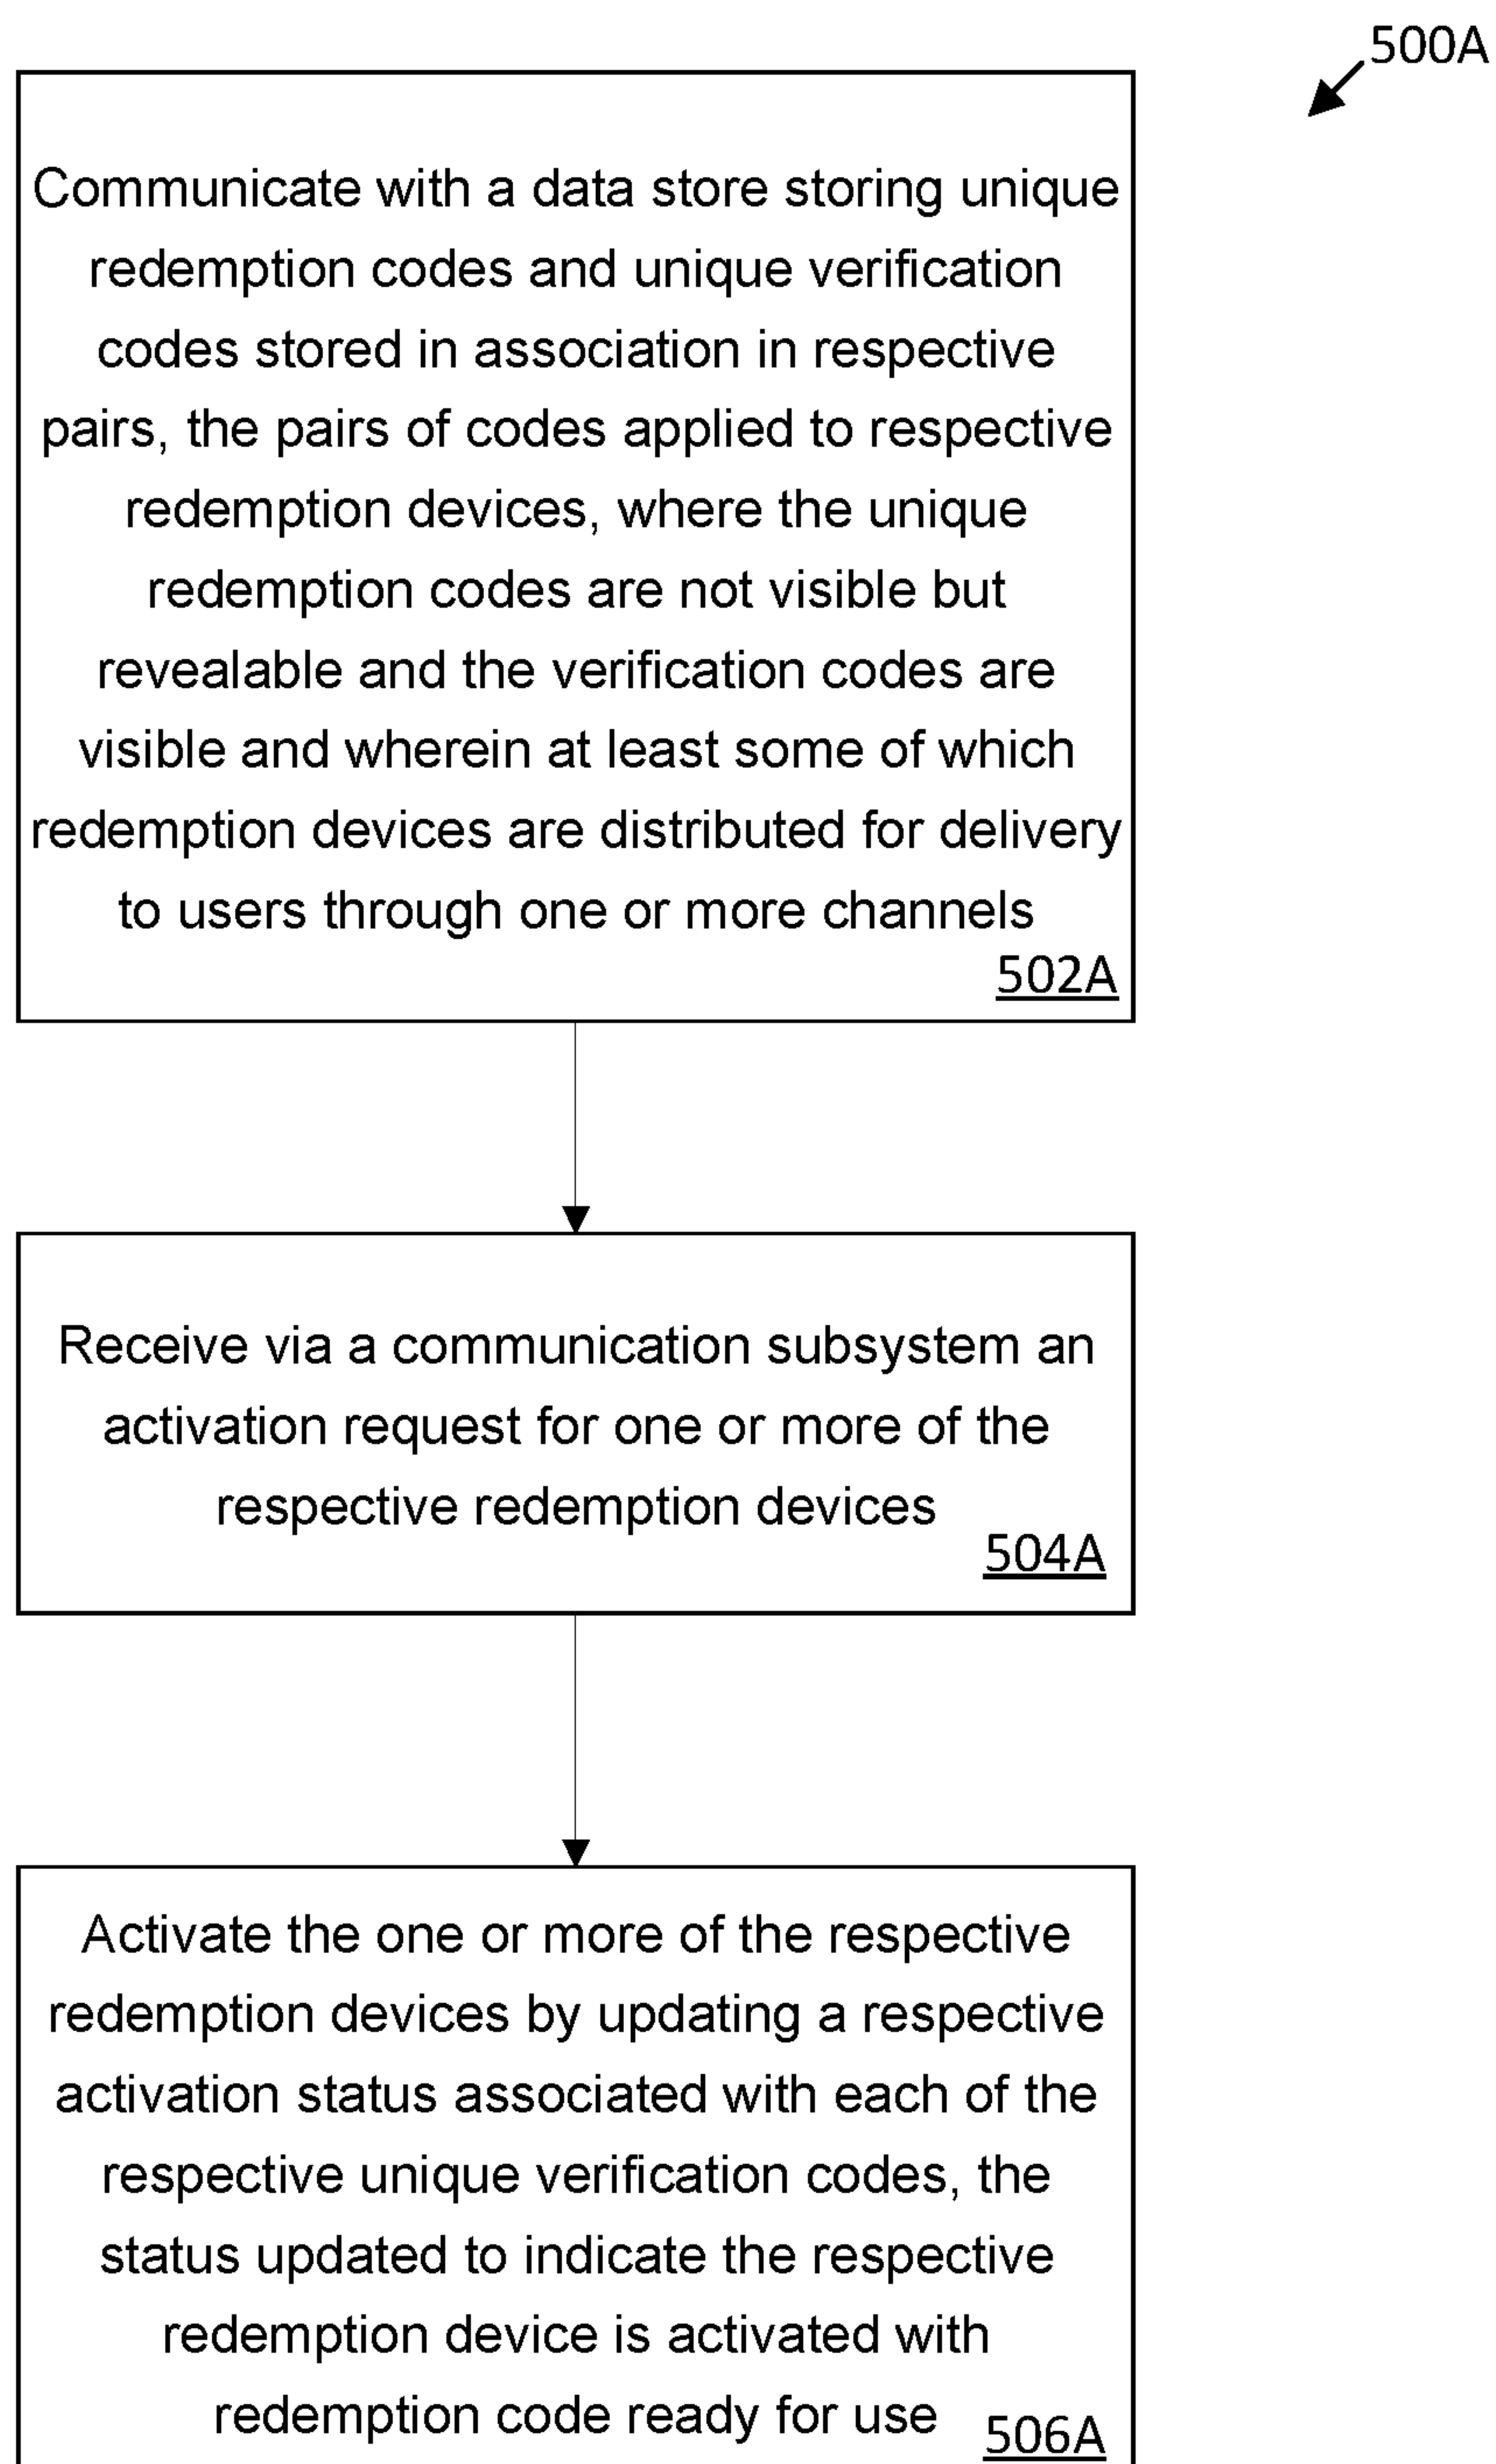 500A
Communicate with a data store storing unique
redemption codes and unique verification
codes stored in association in respective
pairs, the pairs of codes applied to respective
redemption devices, where the unique
redemption codes are not visible but
revealable and the verification codes are
visible and wherein at least some of which
redemption devices are distributed for delivery
to users through one or more channels
502A
Receive via a communication subsystem an
activation request for one or more of the
respective redemption devices
504A
Activate the one or more of the respective
redemption devices by updating a respective
activation status associated with each of the
respective unique verification codes, the
status updated to indicate the respective
redemption device is activated with
redemption code ready for use
506A